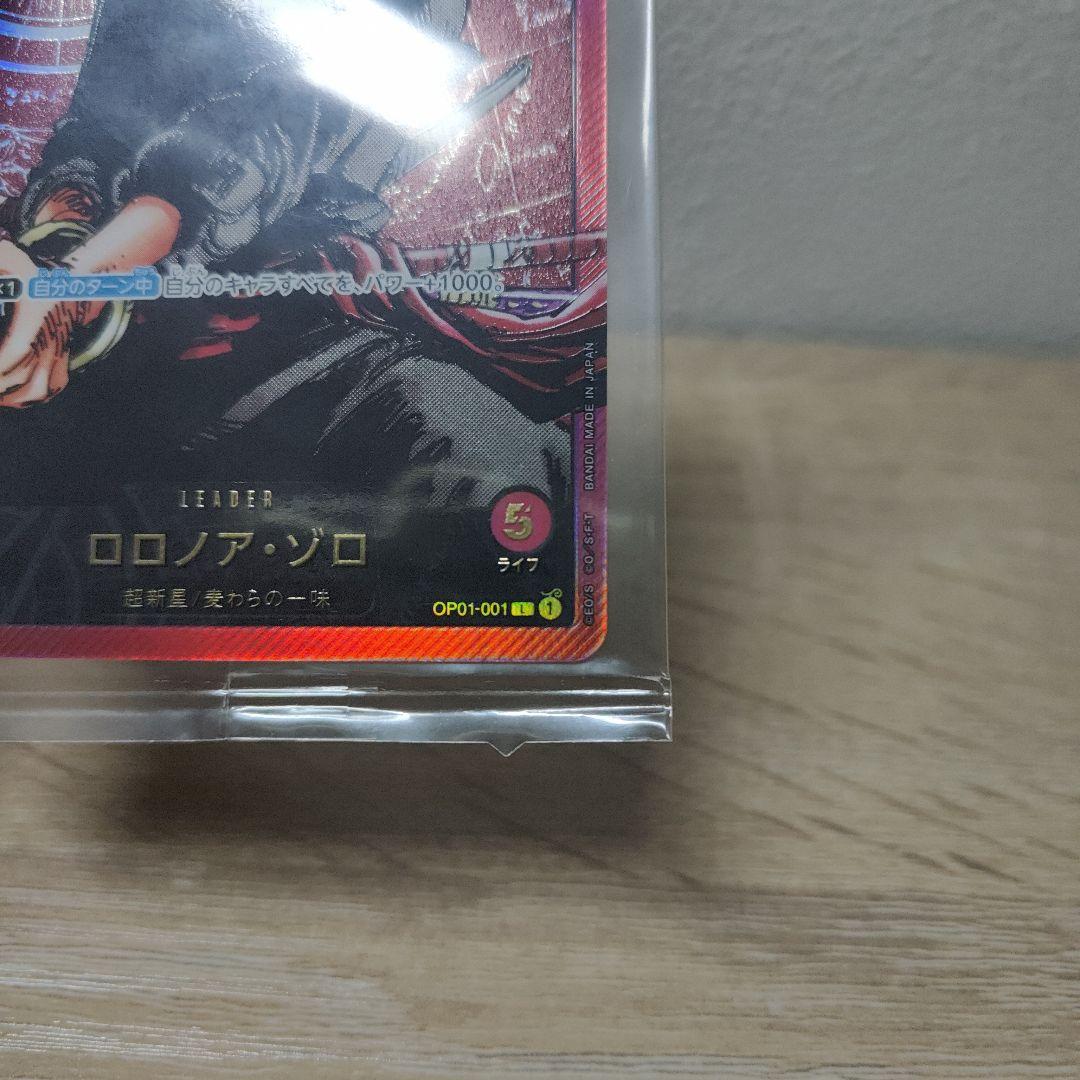 ×1 自分のターン中 自分のキャラすべてを、パワー+1000。
LEADER
ロロノア・ゾロ
超新星/麦わらの一味
5
ライフ
OP01-001 L 1
©EO/S ©O/S・F・T BANDAI MADE IN JAPAN